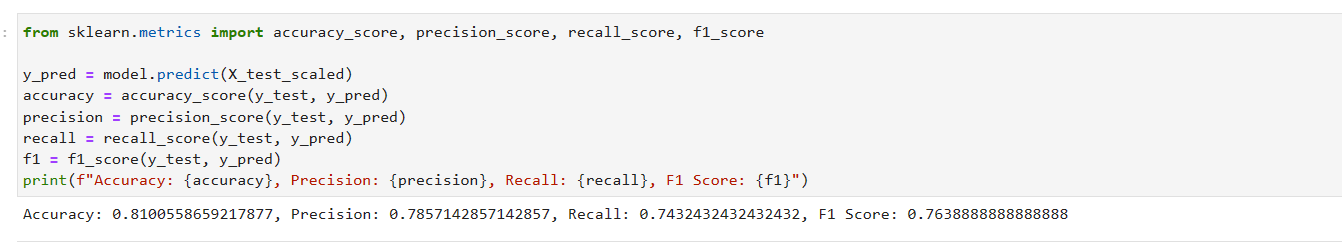 :
from sklearn.metrics import accuracy_score, precision_score, recall_score, f1_score
y_pred = model.predict(X_test_scaled)
accuracy = accuracy_score(y_test, y_pred)
precision = precision_score(y_test, y_pred)
recall = recall_score(y_test, y_pred)
f1 = f1_score(y_test, y_pred)
print(f"Accuracy: {accuracy}, Precision: {precision}, Recall: {recall}, F1 Score: {f1}")
Accuracy: 0.8100558659217877, Precision: 0.7857142857142857, Recall: 0.7432432432432432, F1 Score: 0.7638888888888888